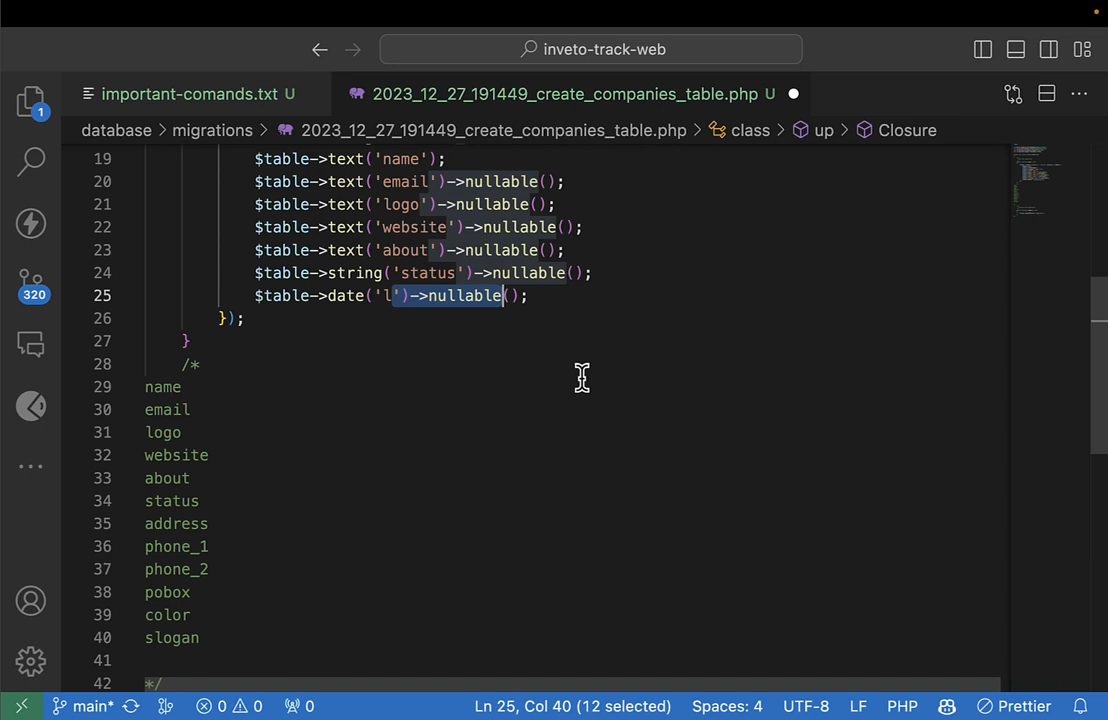 inveto-track-web
important-comands.txt U
2023_12_27_191449_create_companies_table.php U
database > migrations > 2023_12_27_191449_create_companies_table.php > class > up > Closure
19 $table->text('name');
20 $table->text('email')->nullable();
21 $table->text('logo')->nullable();
22 $table->text('website')->nullable();
23 $table->text('about')->nullable();
24 $table->string('status')->nullable();
25 $table->date('l')->nullable();
26 });
27 }
28 /*
29 name
30 email
31 logo
32 website
33 about
34 status
35 address
36 phone_1
37 phone_2
38 pobox
39 color
40 slogan
41
42 */
1
320
main* 0 0 0 Ln 25, Col 40 (12 selected) Spaces: 4 UTF-8 LF PHP Prettier